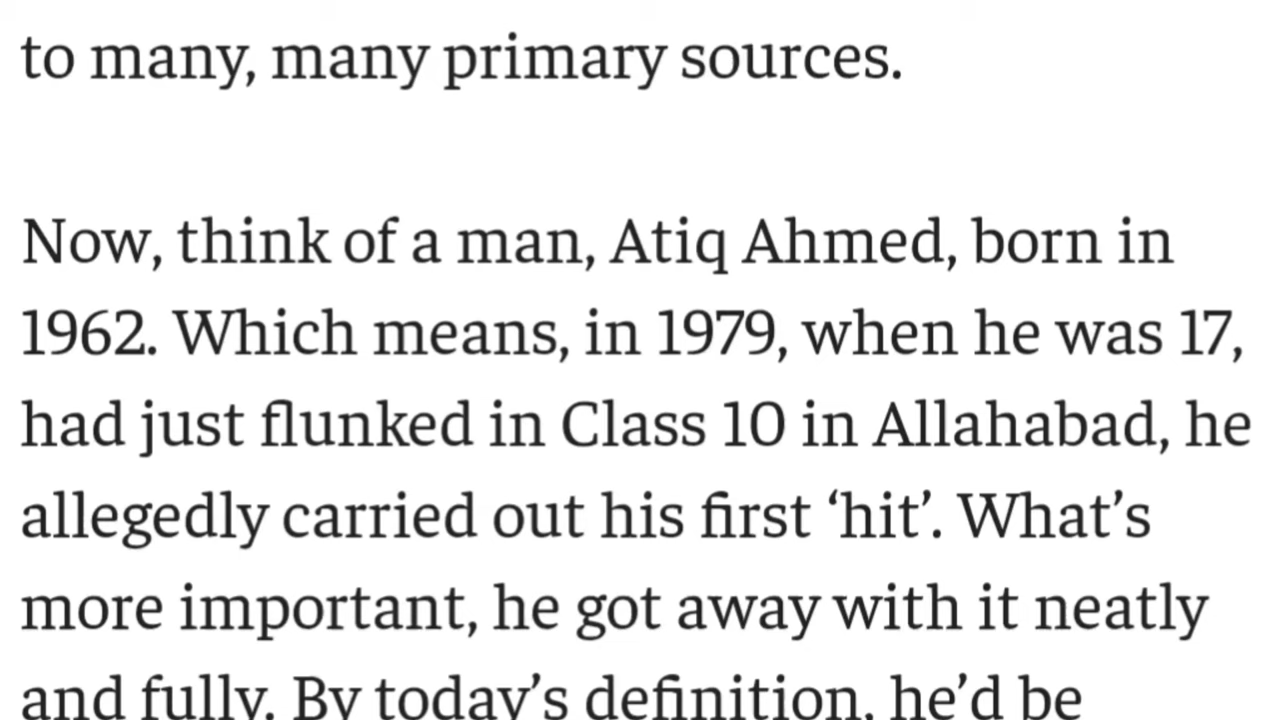 to many, many primary sources.
Now, think of a man, Atiq Ahmed, born in
1962. Which means, in 1979, when he was 17,
had just flunked in Class 10 in Allahabad, he
allegedly carried out his first ‘hit’. What’s
more important, he got away with it neatly
and fully. By today’s definition, he’d be